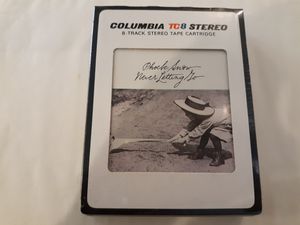 COLUMBIA TC8 STEREO
8-TRACK STEREO TAPE CARTRIDGE
Phoebe Snow
Never Letting Go